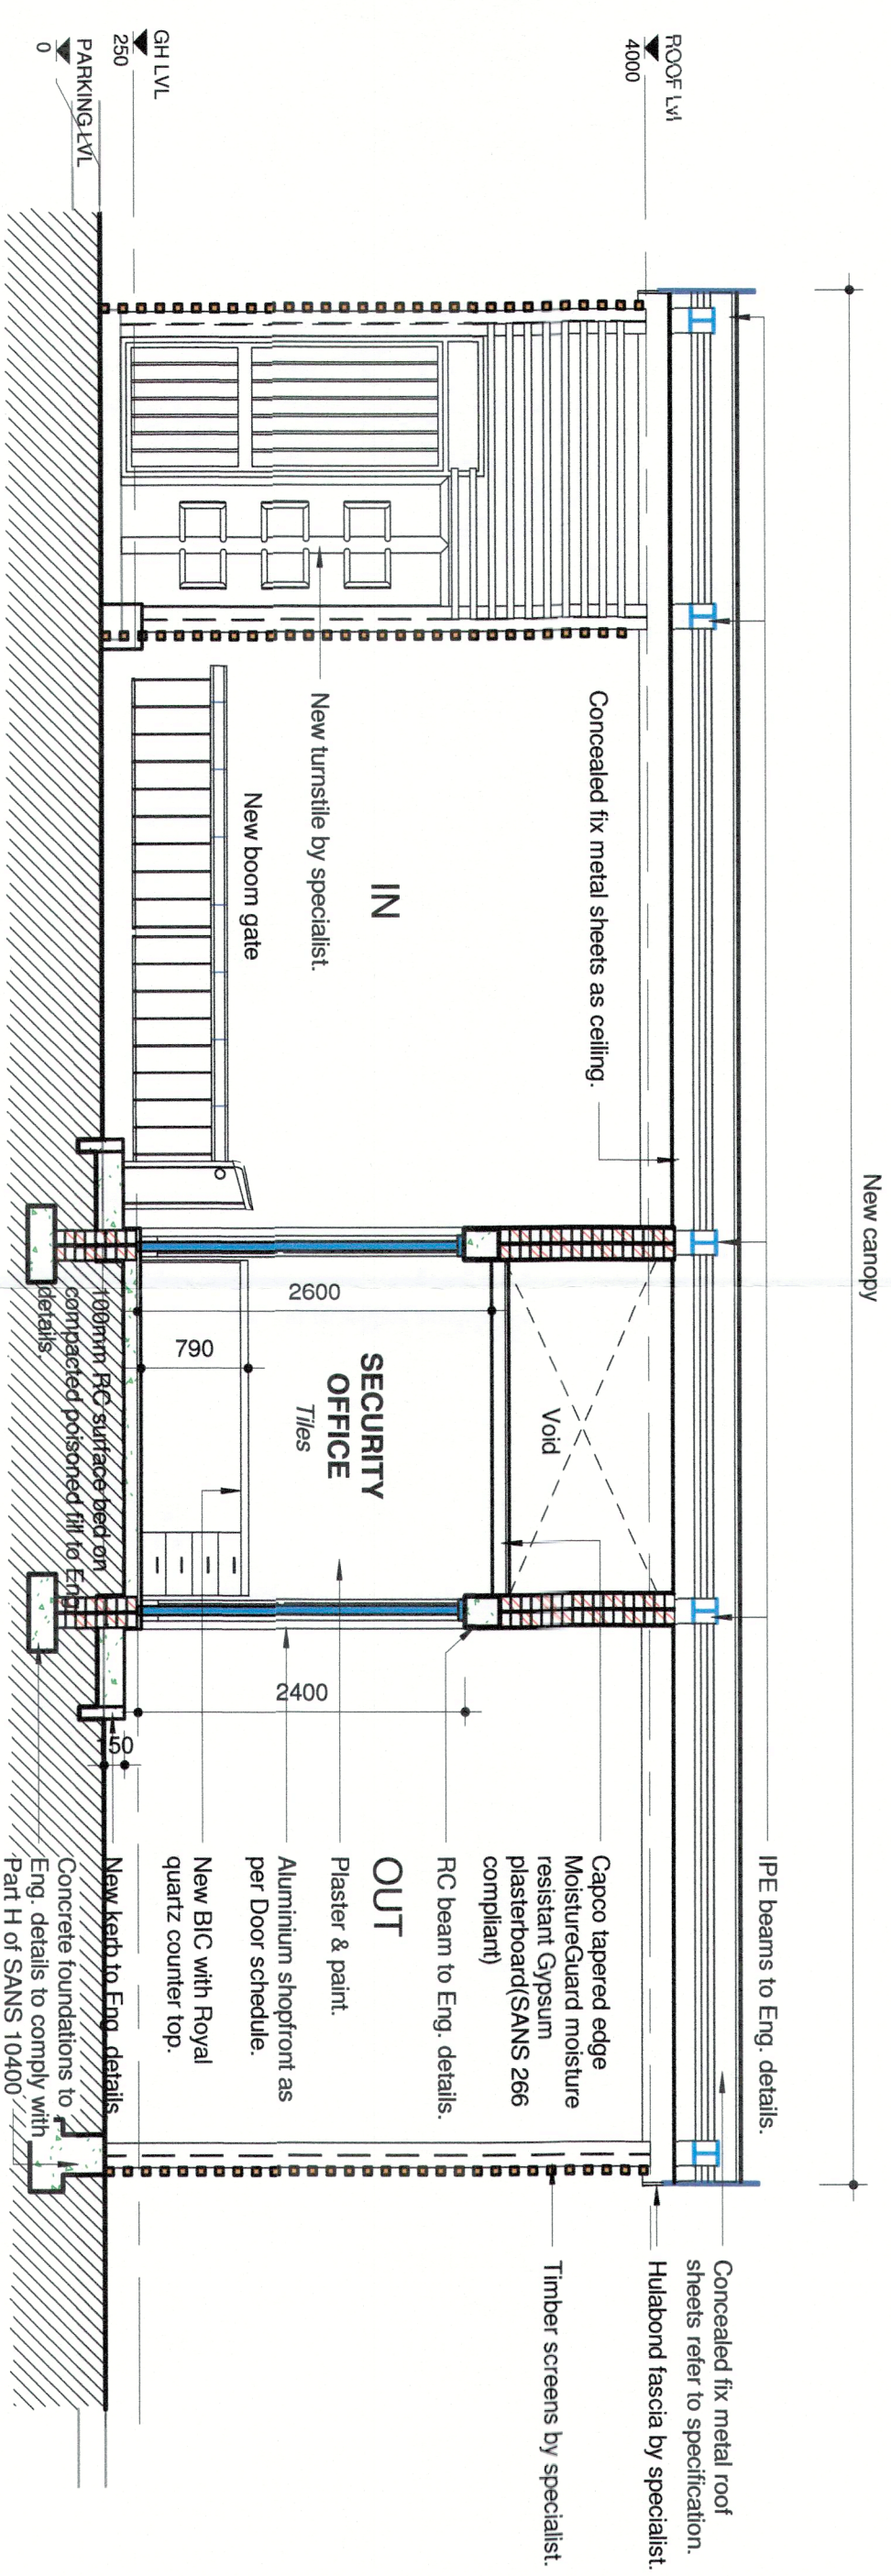 New canopy
ROOF Lvl
4000
GH LVL
250
PARKING LVL
0
IPE beams to Eng. details.
Concealed fix metal roof
sheets refer to specification.
Hulabond fascia by specialist.
Timber screens by specialist.
Concealed fix metal sheets as ceiling.
IN
New turnstile by specialist.
New boom gate
Void
SECURITY
OFFICE
Tiles
2600
790
2400
150
100mm RC surface bed on
compacted poisoned fill to Eng
details.
OUT
Capco tapered edge
MoistureGuard moisture
resistant Gypsum
plasterboard(SANS 266
compliant)
RC beam to Eng. details.
Plaster & paint.
Aluminium shopfront as
per Door schedule.
New BIC with Royal
quartz counter top.
New kerb to Eng. details
Concrete foundations to
Eng. details to comply with
Part H of SANS 10400